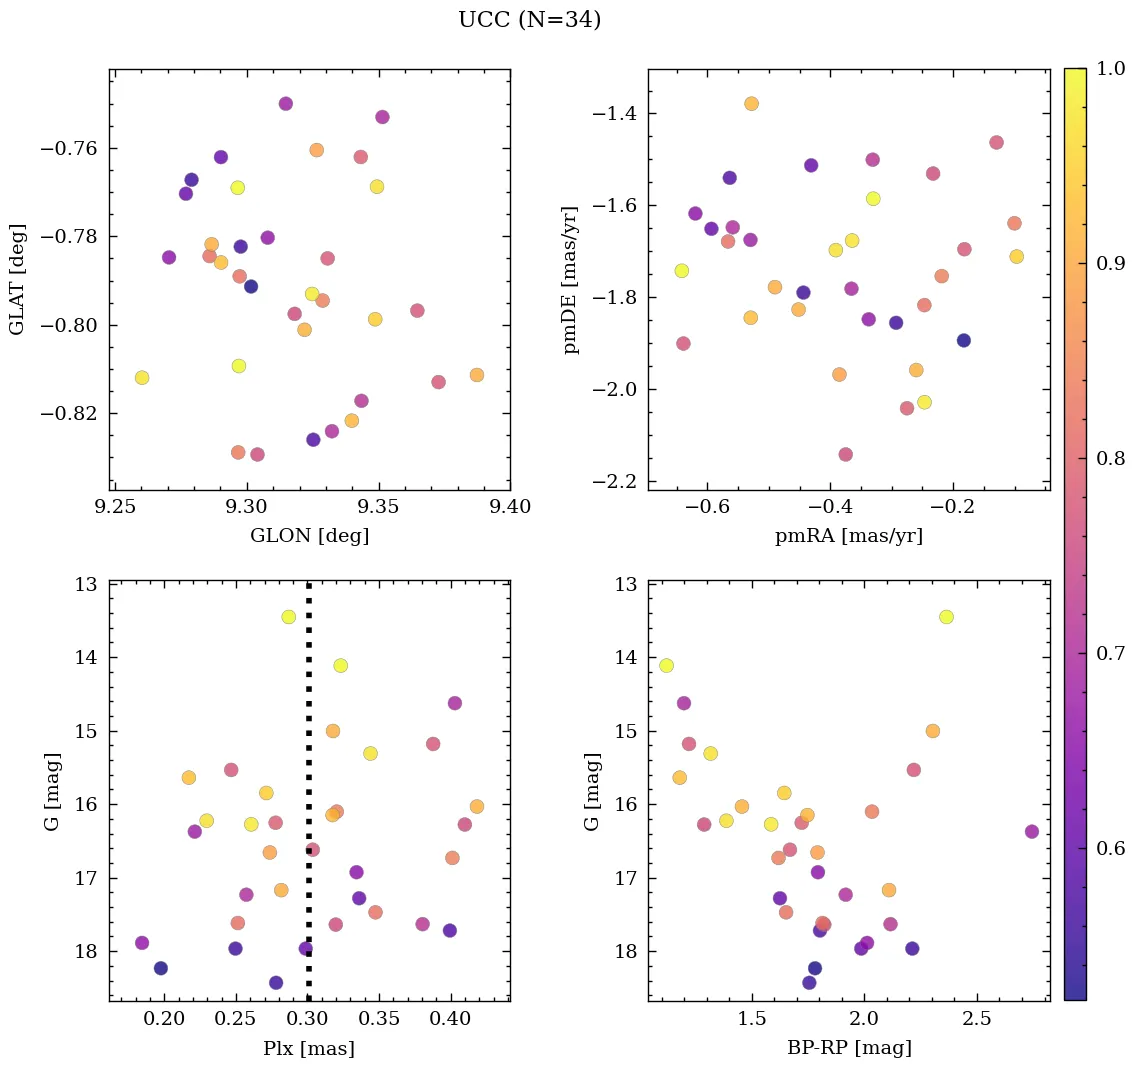 UCC (N=34)
−0.76
−0.78
−0.80
−0.82
GLAT [deg]
9.25 9.30 9.35 9.40
GLON [deg]
−1.4
−1.6
−1.8
−2.0
−2.2
pmDE [mas/yr]
−0.6 −0.4 −0.2
pmRA [mas/yr]
13
14
15
16
17
18
G [mag]
0.20 0.25 0.30 0.35 0.40
Plx [mas]
13
14
15
16
17
18
G [mag]
1.5 2.0 2.5
BP-RP [mag]
1.0
0.9
0.8
0.7
0.6